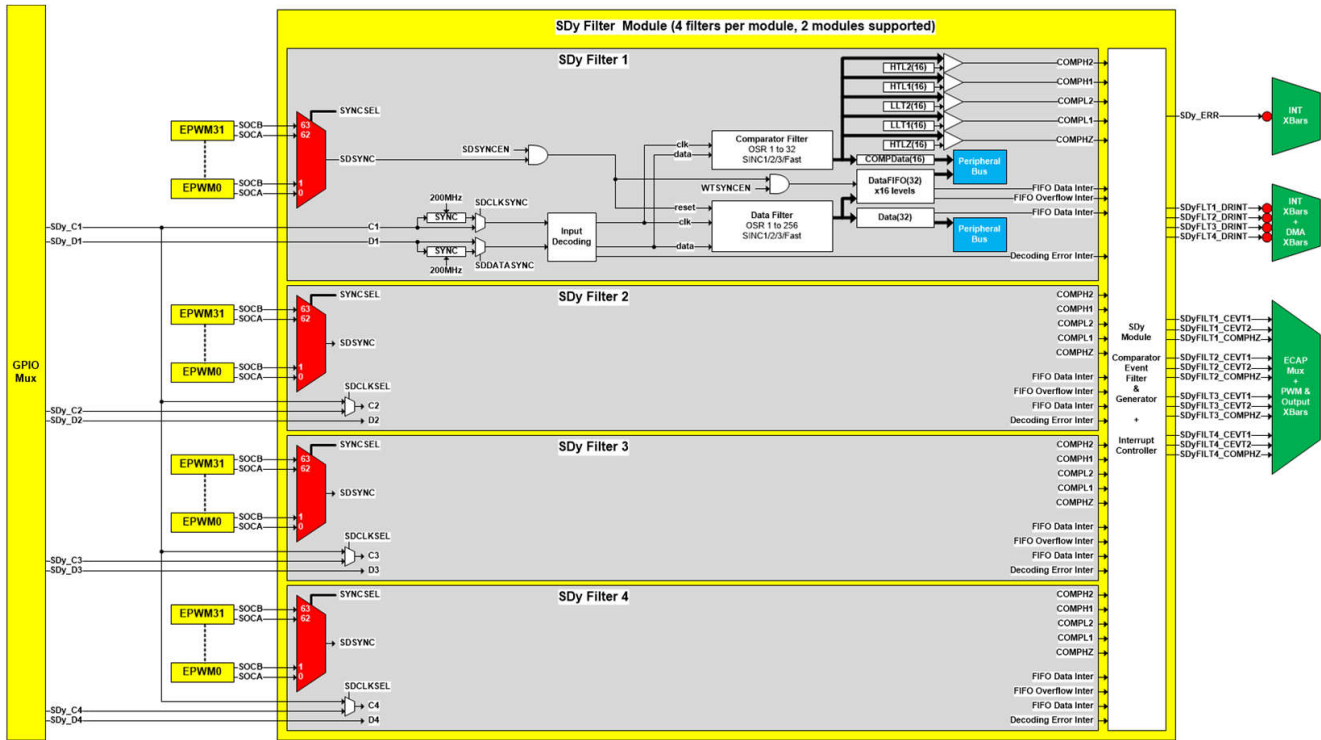 SDy Filter Module (4 filters per module, 2 modules supported)
GPIO
Mux
SDy_C1
SDy_D1
SDy_C2
SDy_D2
SDy_C3
SDy_D3
SDy_C4
SDy_D4
SDy Filter 1
EPWM31
EPWM0
SOCB
SOCA
SOCB
SOCA
63
62
1
0
SYNCSEL
SDSYNC
SDSYNCEN
WTSYNCEN
200MHz
SYNC
SDCLKSYNC
C1
D1
SYNC
200MHz
SDDATASYNC
Input
Decoding
clk
data
reset
clk
data
Comparator Filter
OSR 1 to 32
SINC1/2/3/Fast
Data Filter
OSR 1 to 256
SINC1/2/3/Fast
HTL2(16)
HTL1(16)
LLT2(16)
LLT1(16)
HTLZ(16)
COMPData(16)
DataFIFO(32)
x16 levels
Data(32)
Peripheral
Bus
Peripheral
Bus
COMPH2
COMPH1
COMPL2
COMPL1
COMPHZ
FIFO Data Inter
FIFO Overflow Inter
FIFO Data Inter
Decoding Error Inter
SDy Filter 2
EPWM31
EPWM0
SOCB
SOCA
SOCB
SOCA
63
62
1
0
SYNCSEL
SDSYNC
SDCLKSEL
C2
D2
COMPH2
COMPH1
COMPL2
COMPL1
COMPHZ
FIFO Data Inter
FIFO Overflow Inter
FIFO Data Inter
Decoding Error Inter
SDy Filter 3
EPWM31
EPWM0
SOCB
SOCA
SOCB
SOCA
63
62
1
0
SYNCSEL
SDSYNC
SDCLKSEL
C3
D3
COMPH2
COMPH1
COMPL2
COMPL1
COMPHZ
FIFO Data Inter
FIFO Overflow Inter
FIFO Data Inter
Decoding Error Inter
SDy Filter 4
EPWM31
EPWM0
SOCB
SOCA
SOCB
SOCA
63
62
1
0
SYNCSEL
SDSYNC
SDCLKSEL
C4
D4
COMPH2
COMPH1
COMPL2
COMPL1
COMPHZ
FIFO Data Inter
FIFO Overflow Inter
FIFO Data Inter
Decoding Error Inter
SDy
Module
Comparator
Event
Filter
&
Generator
+
Interrupt
Controller
SDy_ERR
INT
XBars
SDyFLT1_DRINT
SDyFLT2_DRINT
SDyFLT3_DRINT
SDyFLT4_DRINT
INT
XBars
+
DMA
XBars
SDyFILT1_CEVT1
SDyFILT1_CEVT2
SDyFILT1_COMPHZ
SDyFILT2_CEVT1
SDyFILT2_CEVT2
SDyFILT2_COMPHZ
SDyFILT3_CEVT1
SDyFILT3_CEVT2
SDyFILT3_COMPHZ
SDyFILT4_CEVT1
SDyFILT4_CEVT2
SDyFILT4_COMPHZ
ECAP
Mux
+
PWM &
Output
XBars